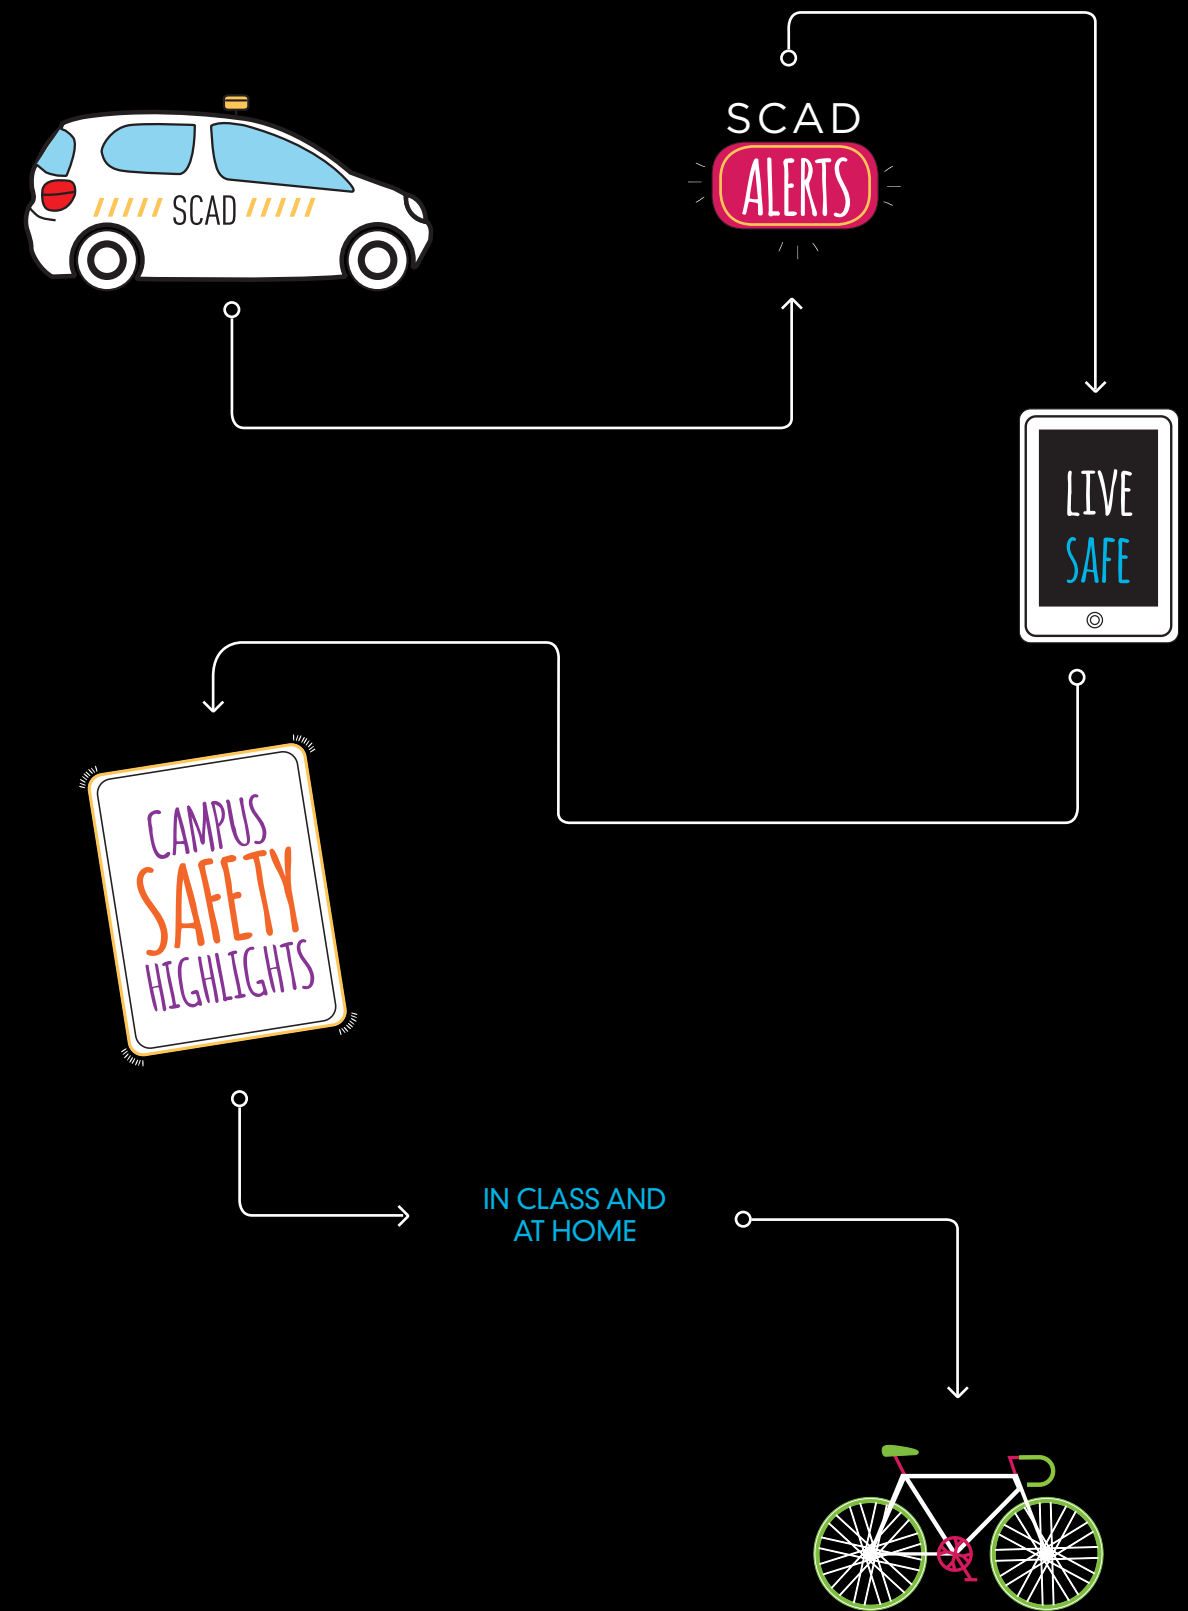 SCAD
SCAD
ALERTS
LIVE
SAFE
CAMPUS
SAFETY
HIGHLIGHTS
IN CLASS AND
AT HOME